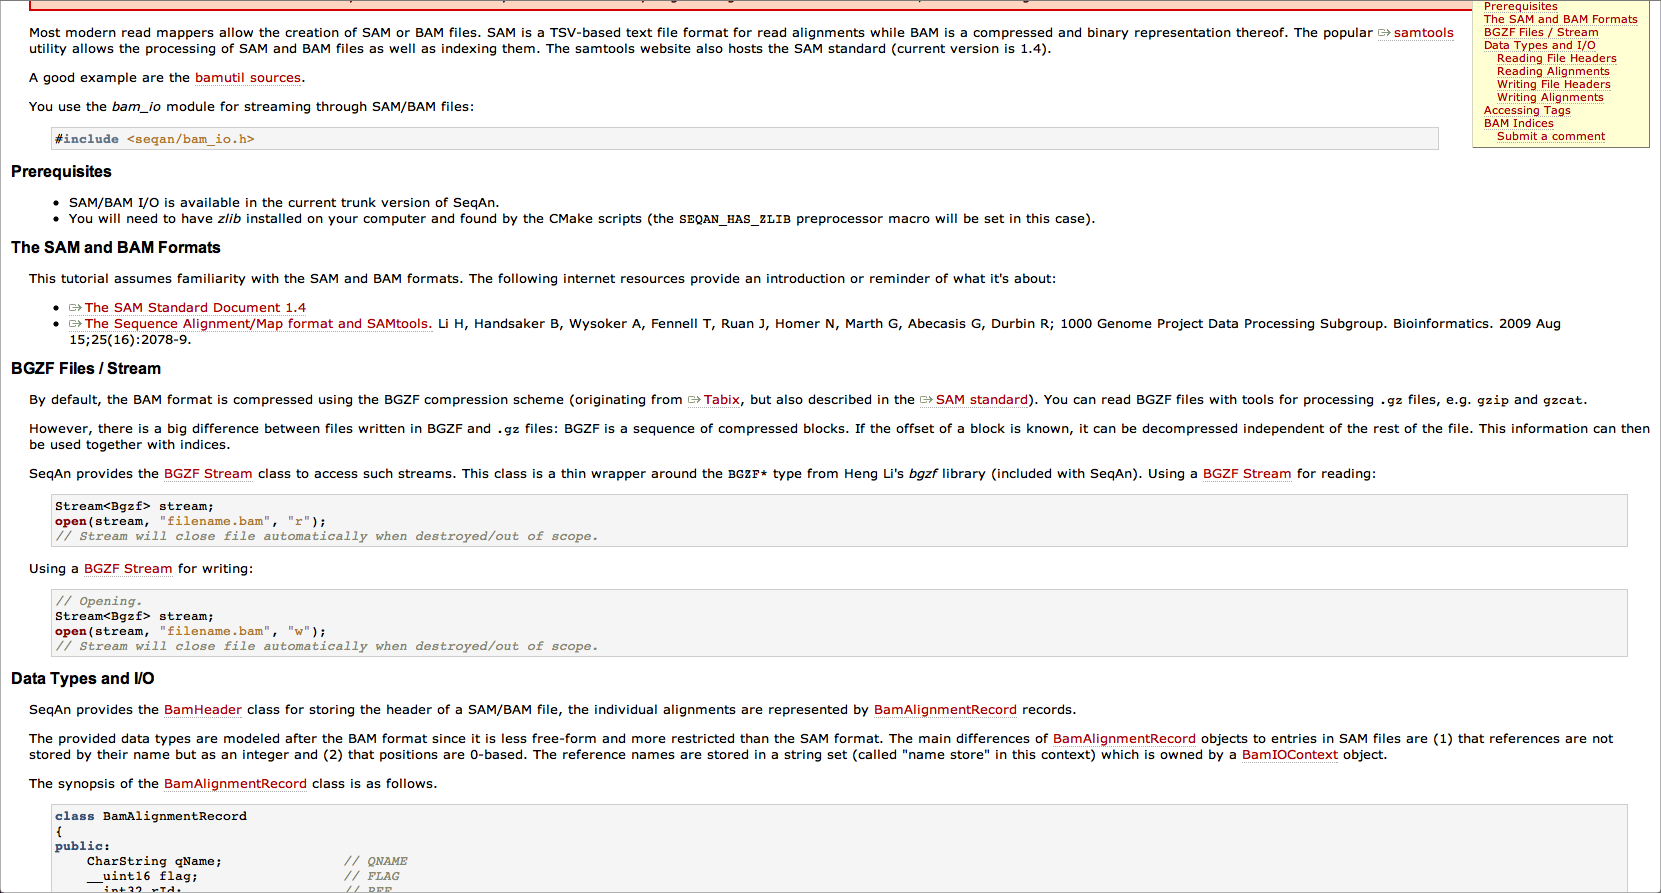 Most modern read mappers allow the creation of SAM or BAM files. SAM is a TSV-based text file format for read alignments while BAM is a compressed and binary representation thereof. The popular samtools
utility allows the processing of SAM and BAM files as well as indexing them. The samtools website also hosts the SAM standard (current version is 1.4).
A good example are the bamutil sources.
You use the bam_io module for streaming through SAM/BAM files:
#include <seqan/bam_io.h>
Prerequisites
The SAM and BAM Formats
BGZF Files / Stream
Data Types and I/O
Reading File Headers
Reading Alignments
Writing File Headers
Writing Alignments
Accessing Tags
BAM Indices
Submit a comment
Prerequisites
• SAM/BAM I/O is available in the current trunk version of SeqAn.
• You will need to have zlib installed on your computer and found by the CMake scripts (the SEQAN_HAS_ZLIB preprocessor macro will be set in this case).
The SAM and BAM Formats
This tutorial assumes familiarity with the SAM and BAM formats. The following internet resources provide an introduction or reminder of what it's about:
• The SAM Standard Document 1.4
• The Sequence Alignment/Map format and SAMtools. Li H, Handsaker B, Wysoker A, Fennell T, Ruan J, Homer N, Marth G, Abecasis G, Durbin R; 1000 Genome Project Data Processing Subgroup. Bioinformatics. 2009 Aug
15;25(16):2078-9.
BGZF Files / Stream
By default, the BAM format is compressed using the BGZF compression scheme (originating from Tabix, but also described in the SAM standard). You can read BGZF files with tools for processing .gz files, e.g. gzip and gzcat.
However, there is a big difference between files written in BGZF and .gz files: BGZF is a sequence of compressed blocks. If the offset of a block is known, it can be decompressed independent of the rest of the file. This information can then
be used together with indices.
SeqAn provides the BGZF Stream class to access such streams. This class is a thin wrapper around the BGZF* type from Heng Li's bgzf library (included with SeqAn). Using a BGZF Stream for reading:
Stream<Bgzf> stream;
open(stream, "filename.bam", "r");
// Stream will close file automatically when destroyed/out of scope.
Using a BGZF Stream for writing:
// Opening.
Stream<Bgzf> stream;
open(stream, "filename.bam", "w");
// Stream will close file automatically when destroyed/out of scope.
Data Types and I/O
SeqAn provides the BamHeader class for storing the header of a SAM/BAM file, the individual alignments are represented by BamAlignmentRecord records.
The provided data types are modeled after the BAM format since it is less free-form and more restricted than the SAM format. The main differences of BamAlignmentRecord objects to entries in SAM files are (1) that references are not
stored by their name but as an integer and (2) that positions are 0-based. The reference names are stored in a string set (called "name store" in this context) which is owned by a BamIOContext object.
The synopsis of the BamAlignmentRecord class is as follows.
class BamAlignmentRecord
{
public:
CharString qName; // QNAME
__uint16 flag; // FLAG
__int32 rId; // REF